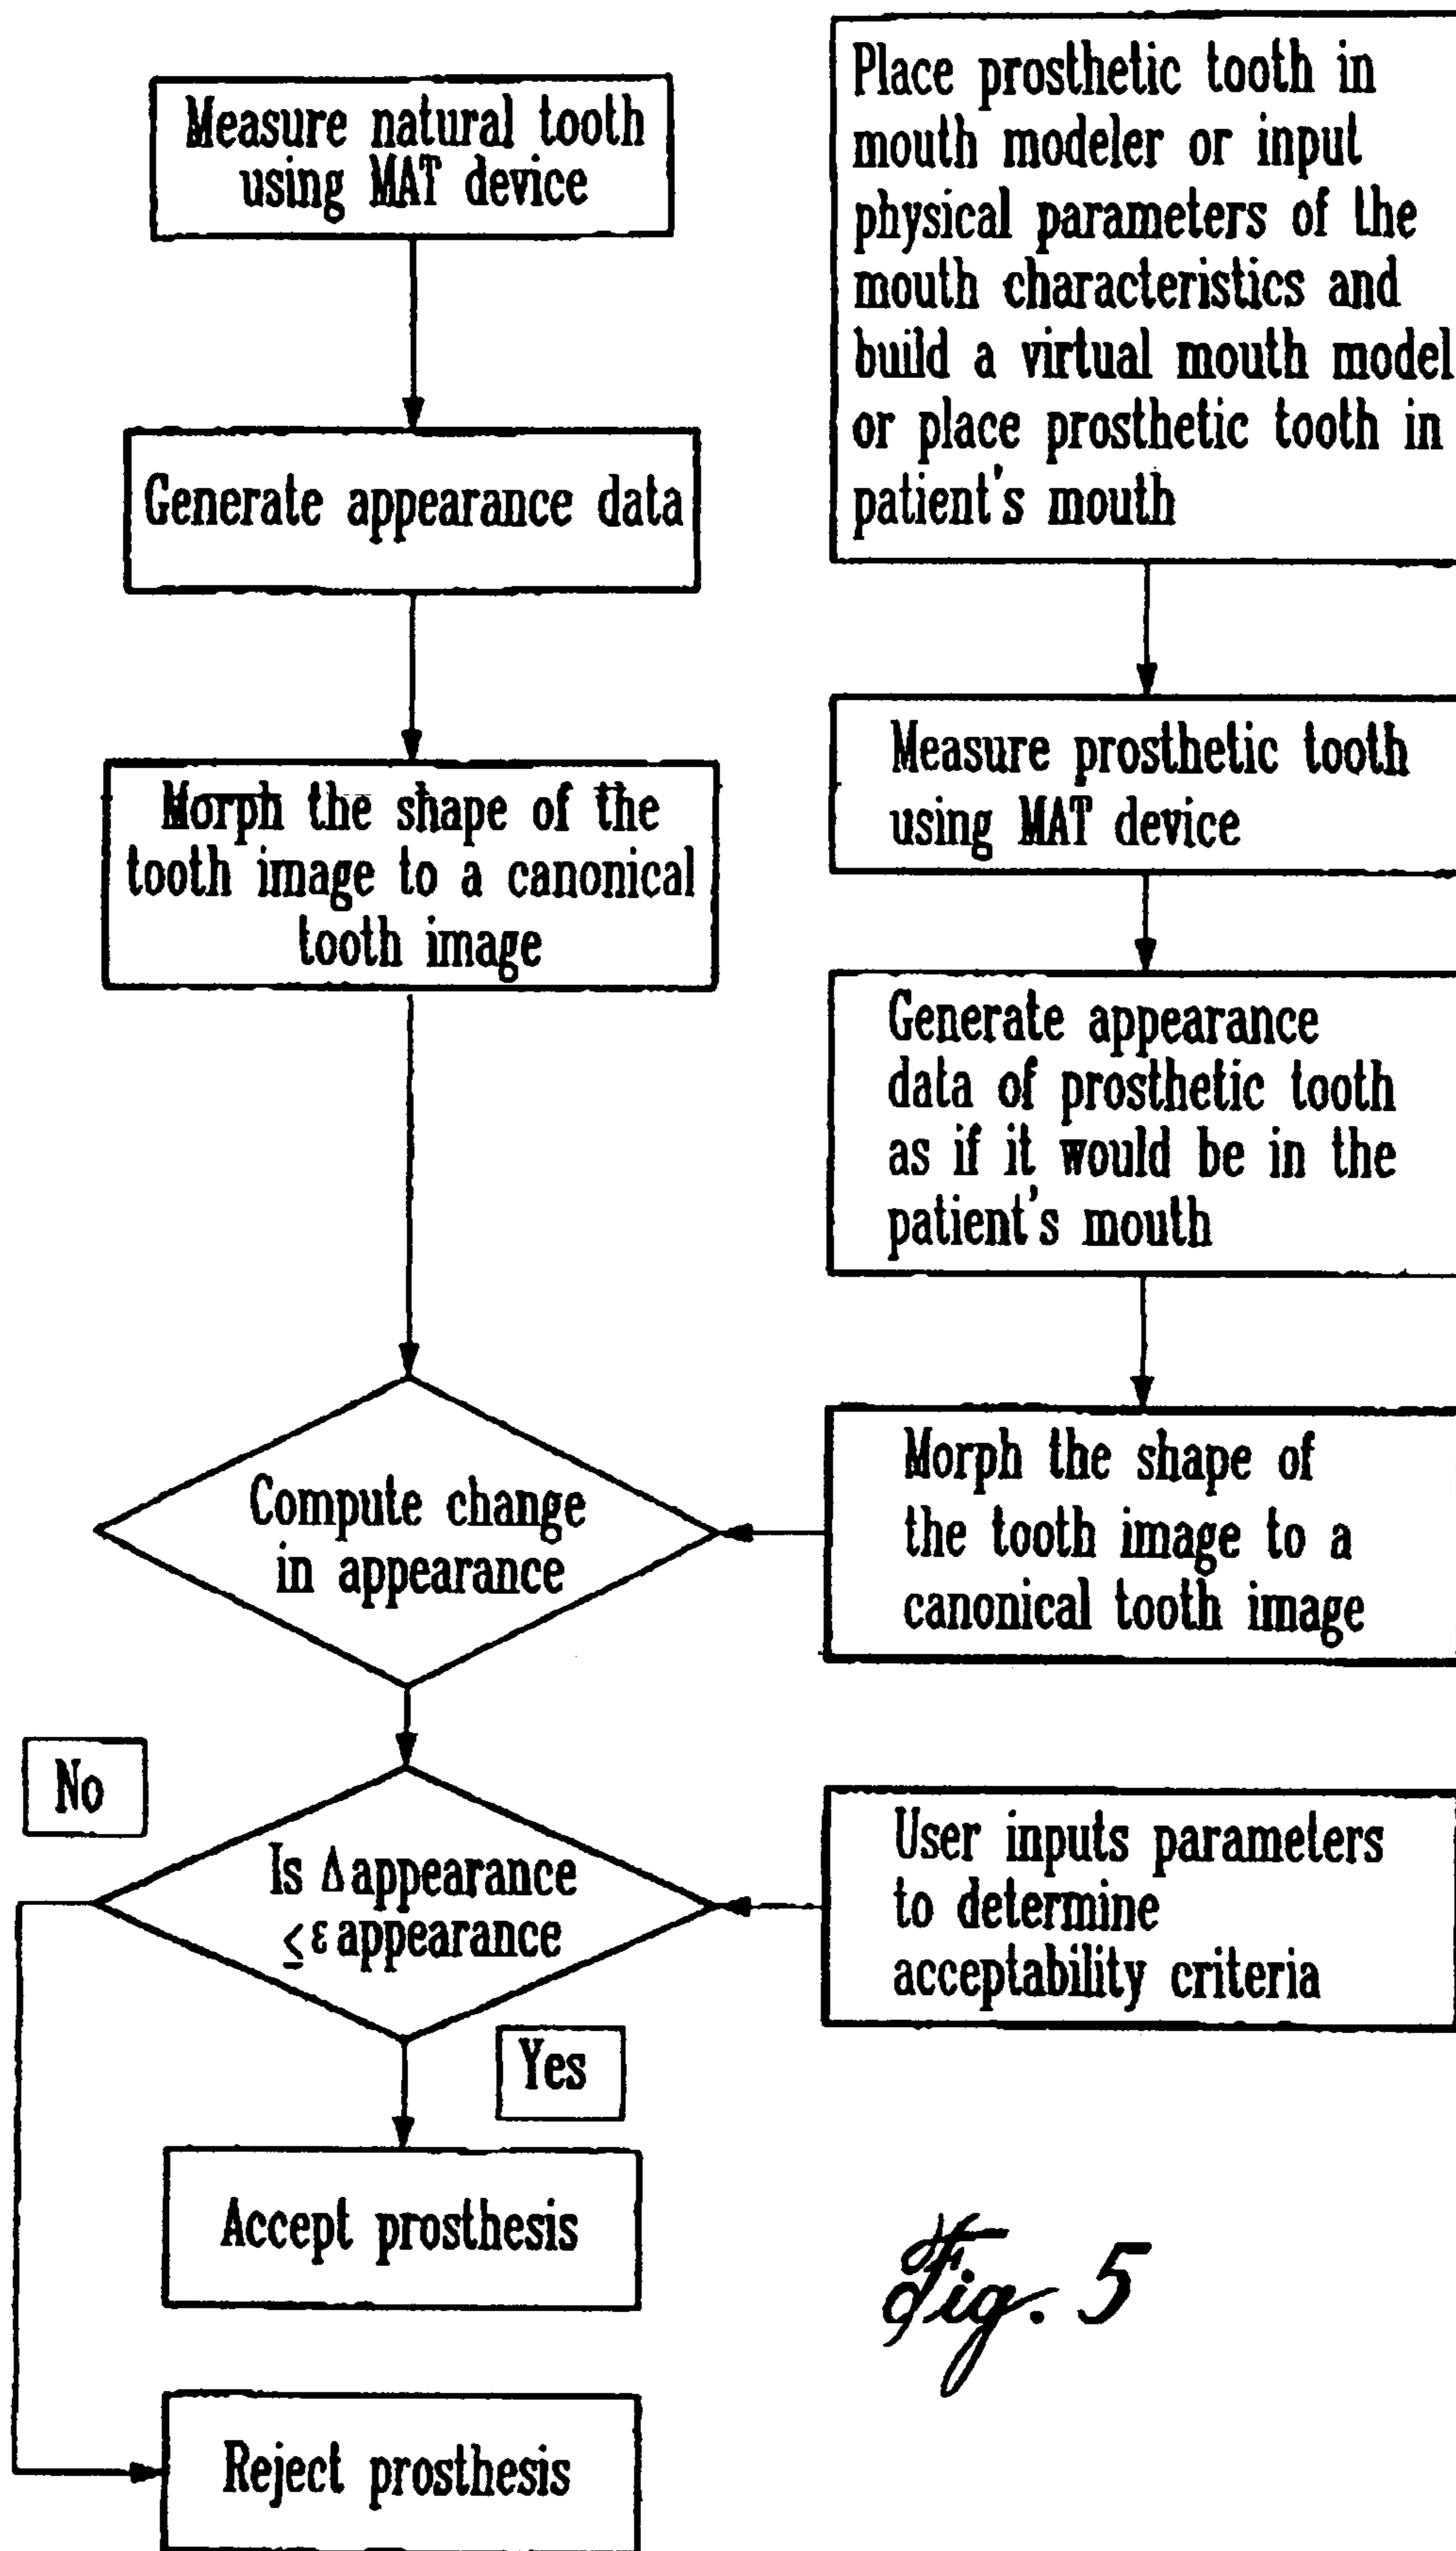 Measure natural tooth
using MAT device
Generate appearance data
Morph the shape of the
tooth image to a canonical
tooth image
Place prosthetic tooth in
mouth modeler or input
physical parameters of the
mouth characteristics and
build a virtual mouth model
or place prosthetic tooth in
patient's mouth
Measure prosthetic tooth
using MAT device
Generate appearance
data of prosthetic tooth
as if it would be in the
patient's mouth
Morph the shape of
the tooth image to a
canonical tooth image
Compute change
in appearance
No
Is Δ appearance
≤ ε appearance
User inputs parameters
to determine
acceptability criteria
Yes
Accept prosthesis
Reject prosthesis
Fig. 5